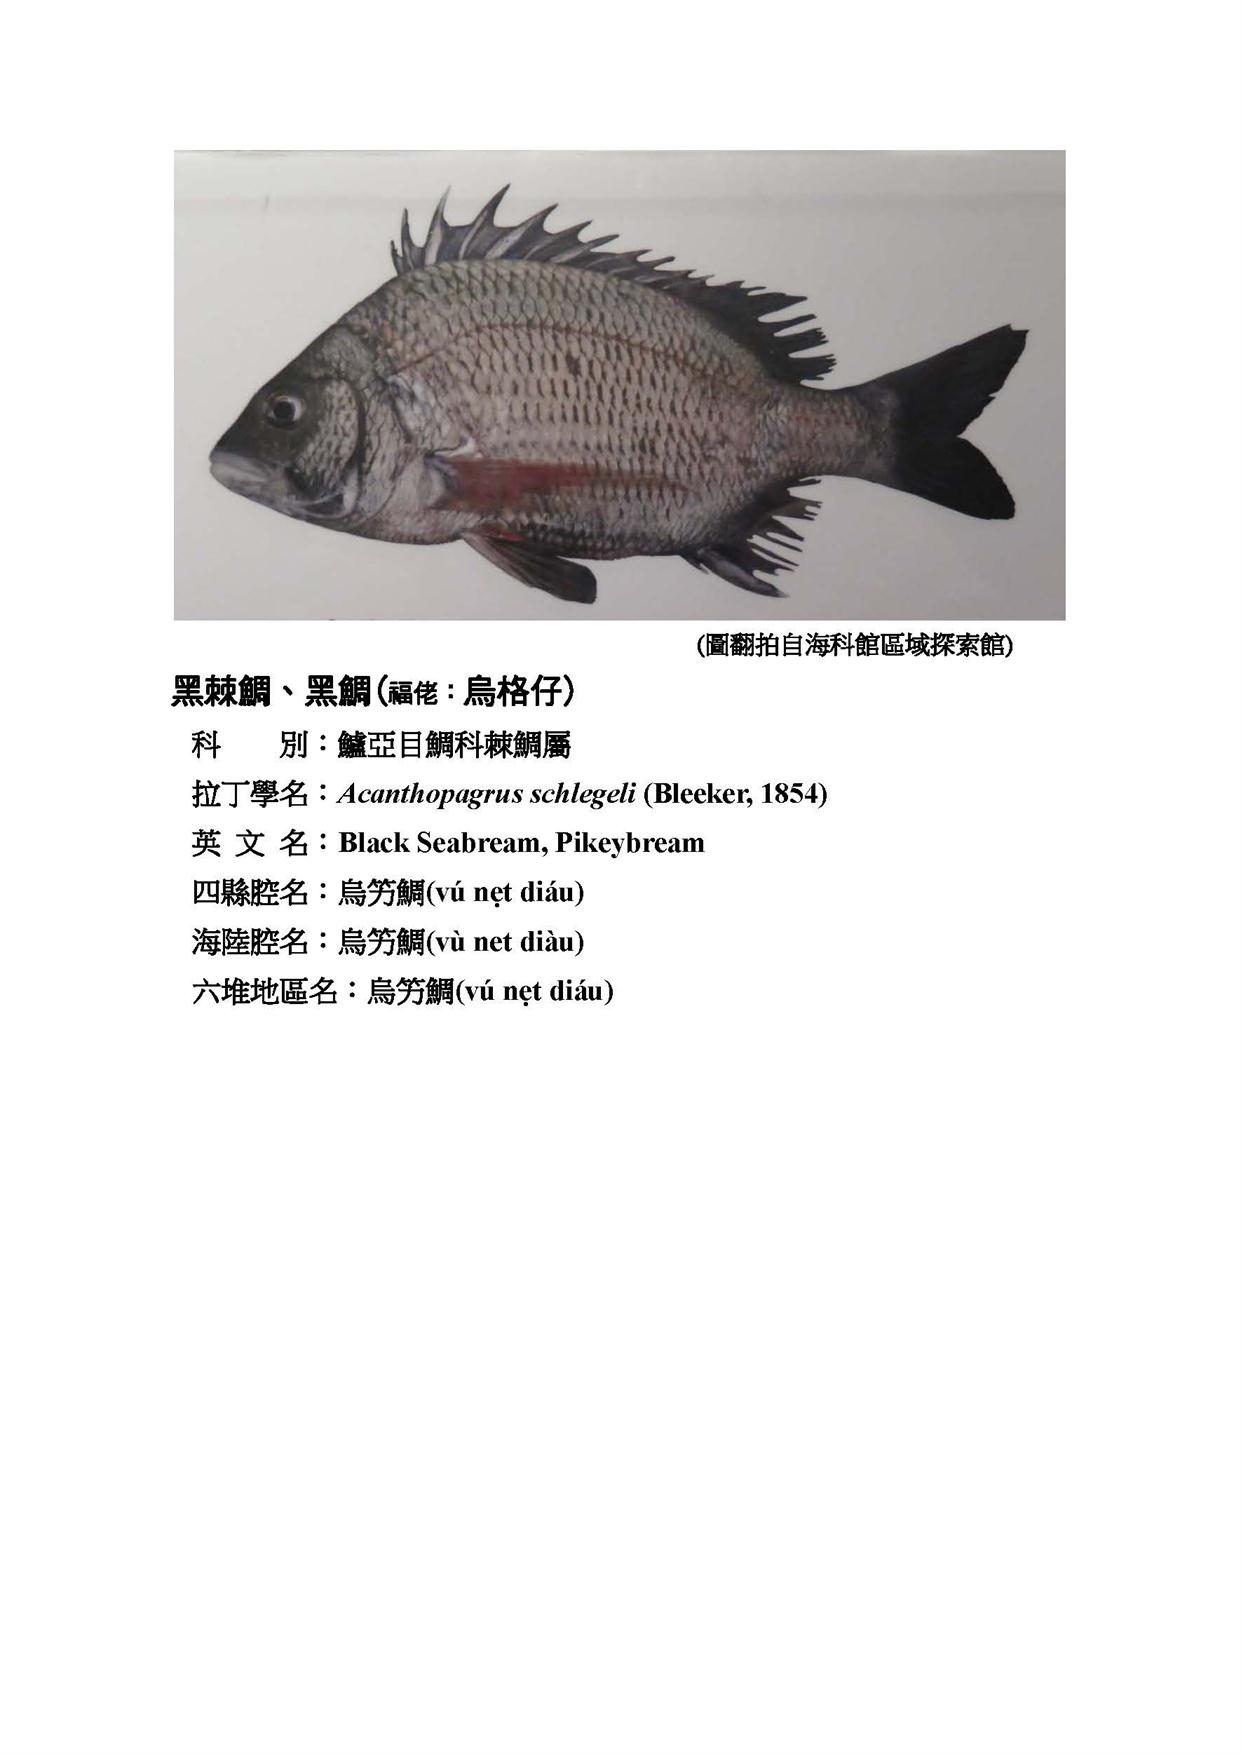 (圖翻拍自海科館區域探索館)
黑棘鯛、黑鯛(福佬：烏格仔)
科　　別：鱸亞目鯛科棘鯛屬
拉丁學名：Acanthopagrus schlegeli (Bleeker, 1854)
英 文 名：Black Seabream, Pikeybream
四縣腔名：烏竻鯛(vú nẹt diáu)
海陸腔名：烏竻鯛(vù net diàu)
六堆地區名：烏竻鯛(vú nẹt diáu)